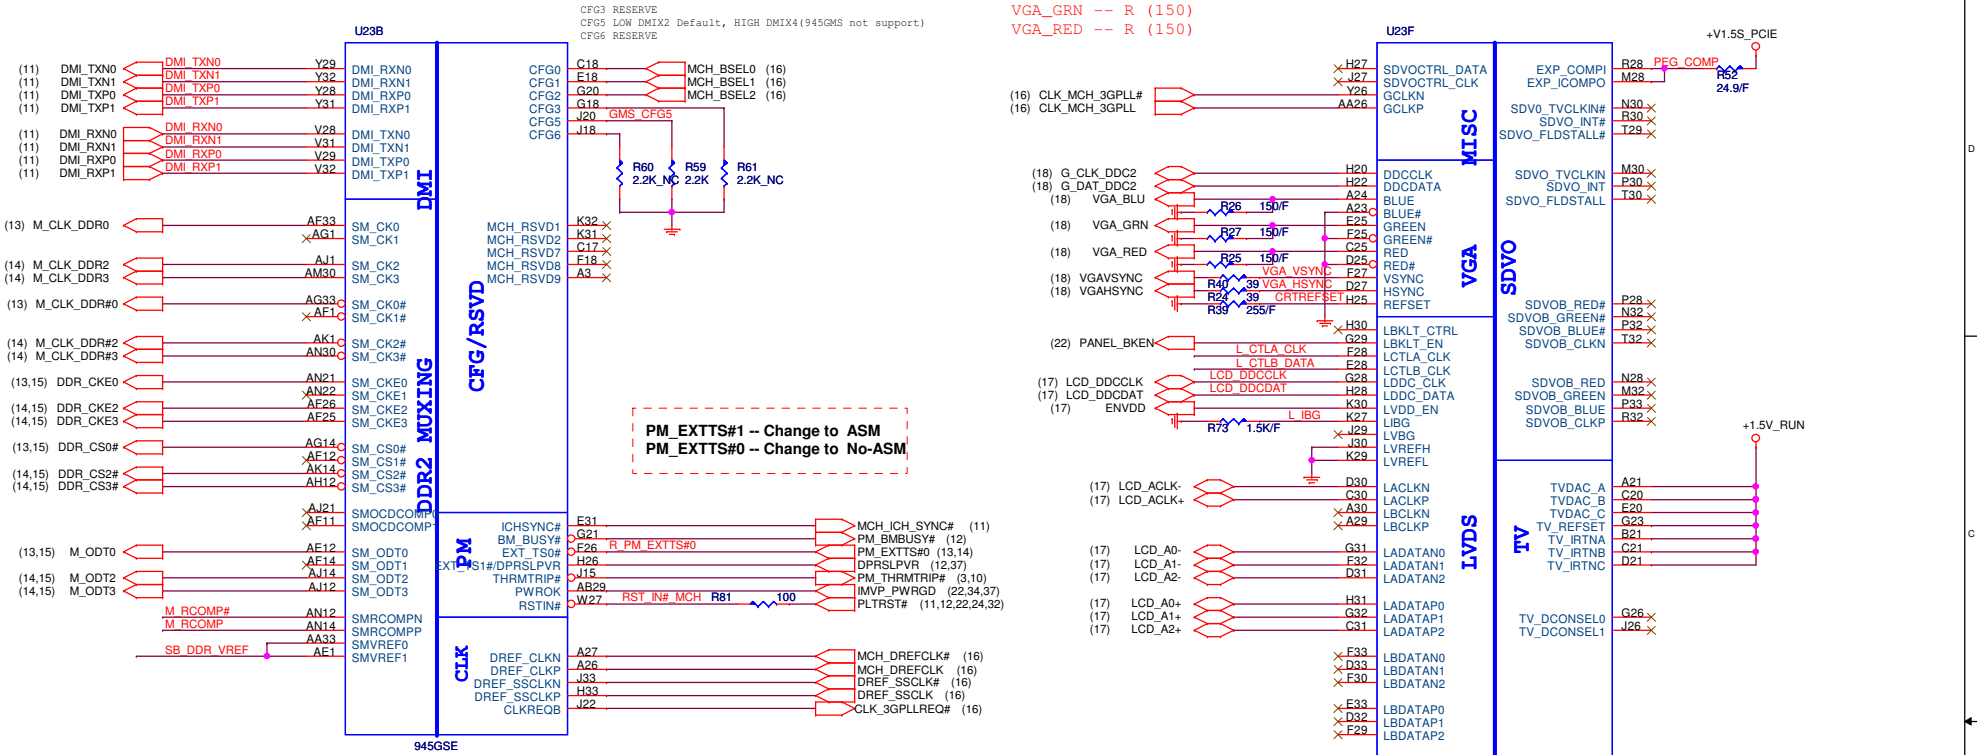 CFG3 RESERVE
CFG5 LOW DMIX2 Default, HIGH DMIX4(945GMS not support)
CFG6 RESERVE
VGA_GRN -- R (150)
VGA_RED -- R (150)
U23B
(11) DMI_TXN0 DMI_TXN0 Y29 DMI_RXN0
(11) DMI_TXN1 DMI_TXN1 Y32 DMI_RXN1
(11) DMI_TXP0 DMI_TXP0 Y28 DMI_RXP0
(11) DMI_TXP1 DMI_TXP1 Y31 DMI_RXP1
(11) DMI_RXN0 DMI_RXN0 V28 DMI_TXN0
(11) DMI_RXN1 DMI_RXN1 V31 DMI_TXN1
(11) DMI_RXP0 DMI_RXP0 V29 DMI_TXP0
(11) DMI_RXP1 DMI_RXP1 V32 DMI_TXP1
DMI
(13) M_CLK_DDR0 AF33 SM_CK0
AG1 SM_CK1
(14) M_CLK_DDR2 AJ1 SM_CK2
(14) M_CLK_DDR3 AM30 SM_CK3
(13) M_CLK_DDR#0 AG33 SM_CK0#
AF1 SM_CK1#
(14) M_CLK_DDR#2 AK1 SM_CK2#
(14) M_CLK_DDR#3 AN30 SM_CK3#
(13,15) DDR_CKE0 AN21 SM_CKE0
AN22 SM_CKE1
(14,15) DDR_CKE2 AF26 SM_CKE2
(14,15) DDR_CKE3 AF25 SM_CKE3
(13,15) DDR_CS0# AG14 SM_CS0#
AF12 SM_CS1#
(14,15) DDR_CS2# AK14 SM_CS2#
(14,15) DDR_CS3# AH12 SM_CS3#
DDR2 MUXING
AJ21 SMOCDCOMP0
AF11 SMOCDCOMP1
(13,15) M_ODT0 AE12 SM_ODT0
AF14 SM_ODT1
(14,15) M_ODT2 AJ14 SM_ODT2
(14,15) M_ODT3 AJ12 SM_ODT3
M_RCOMP# AN12 SMRCOMPN
M_RCOMP AN14 SMRCOMPP
AA33 SMVREF0
SB_DDR_VREF AE1 SMVREF1
CFG0 C18 MCH_BSEL0 (16)
CFG1 E18 MCH_BSEL1 (16)
CFG2 G20 MCH_BSEL2 (16)
CFG3 G18
CFG5 J20 GMS_CFG5
CFG6 J18
R60 2.2K_NC
R59 2.2K
R61 2.2K_NC
MCH_RSVD1 K32
MCH_RSVD2 K31
MCH_RSVD7 C17
MCH_RSVD8 F18
MCH_RSVD9 A3
CFG/RSVD
PM_EXTTS#1 -- Change to ASM
PM_EXTTS#0 -- Change to No-ASM
PM
ICHSYNC# E31 MCH_ICH_SYNC# (11)
BM_BUSY# G21 PM_BMBUSY# (12)
EXT_TS0# F26 R_PM_EXTTS#0 PM_EXTTS#0 (13,14)
EXT_TS1#/DPRSLPVR H26 DPRSLPVR (12,37)
THRMTRIP# J15 PM_THRMTRIP# (3,10)
PWROK AB29 IMVP_PWRGD (22,34,37)
RSTIN# W27 RST_IN#_MCH R81 100 PLTRST# (11,12,22,24,32)
CLK
DREF_CLKN A27 MCH_DREFCLK# (16)
DREF_CLKP A26 MCH_DREFCLK (16)
DREF_SSCLKN J33 DREF_SSCLK# (16)
DREF_SSCLKP H33 DREF_SSCLK (16)
CLKREQB J22 CLK_3GPLLREQ# (16)
945GSE
U23F
H27 SDVOCTRL_DATA
J27 SDVOCTRL_CLK
(16) CLK_MCH_3GPLL# Y26 GCLKN
(16) CLK_MCH_3GPLL AA26 GCLKP
MISC
(18) G_CLK_DDC2 H20 DDCCLK
(18) G_DAT_DDC2 H22 DDCDATA
(18) VGA_BLU A24 BLUE
R26 150/F A23 BLUE#
(18) VGA_GRN E25 GREEN
R27 150/F F25 GREEN#
(18) VGA_RED C25 RED
R25 150/F D25 RED#
(18) VGAVSYNC R40 39 VGA_VSYNC F27 VSYNC
(18) VGAHSYNC R24 39 VGA_HSYNC D27 HSYNC
R39 255/F CRTREFSET H25 REFSET
VGA
H30 LBKLT_CTRL
(22) PANEL_BKEN G29 LBKLT_EN
L_CTLA_CLK F28 LCTLA_CLK
L_CTLB_DATA E28 LCTLB_CLK
(17) LCD_DDCCLK LCD_DDCCLK G28 LDDC_CLK
(17) LCD_DDCDAT LCD_DDCDAT H28 LDDC_DATA
(17) ENVDD K30 LVDD_EN
R73 1.5K/F L_IBG K27 LIBG
J29 LVBG
J30 LVREFH
K29 LVREFL
(17) LCD_ACLK- D30 LACLKN
(17) LCD_ACLK+ C30 LACLKP
A30 LBCLKN
A29 LBCLKP
LVDS
(17) LCD_A0- G31 LADATAN0
(17) LCD_A1- F32 LADATAN1
(17) LCD_A2- D31 LADATAN2
(17) LCD_A0+ H31 LADATAP0
(17) LCD_A1+ G32 LADATAP1
(17) LCD_A2+ C31 LADATAP2
F33 LBDATAN0
D33 LBDATAN1
F30 LBDATAN2
E33 LBDATAP0
D32 LBDATAP1
F29 LBDATAP2
+V1.5S_PCIE
EXP_COMPI R28 PEG_COMP
EXP_ICOMPO M28 R52 24.9/F
SDV0_TVCLKIN# N30
SDVO_INT# R30
SDVO_FLDSTALL# T29
SDVO_TVCLKIN M30
SDVO_INT P30
SDVO_FLDSTALL T30
SDVO
SDVOB_RED# P28
SDVOB_GREEN# N32
SDVOB_BLUE# P32
SDVOB_CLKN T32
SDVOB_RED N28
SDVOB_GREEN M32
SDVOB_BLUE P33
SDVOB_CLKP R32
+1.5V_RUN
TV
TVDAC_A A21
TVDAC_B C20
TVDAC_C E20
TV_REFSET G23
TV_IRTNA B21
TV_IRTNB C21
TV_IRTNC D21
TV_DCONSEL0 G26
TV_DCONSEL1 J26
D
C